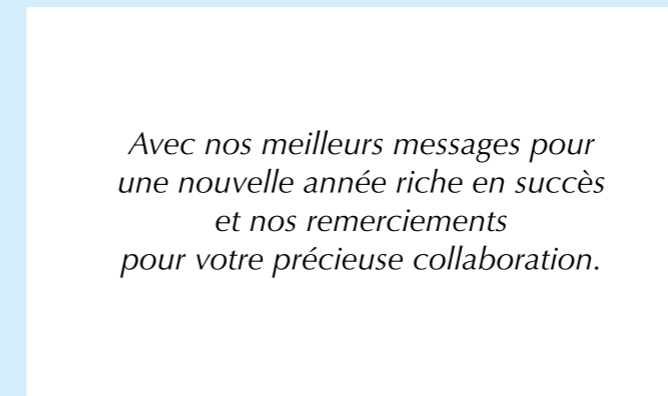 Avec nos meilleurs messages pour
une nouvelle année riche en succès
et nos remerciements
pour votre précieuse collaboration.